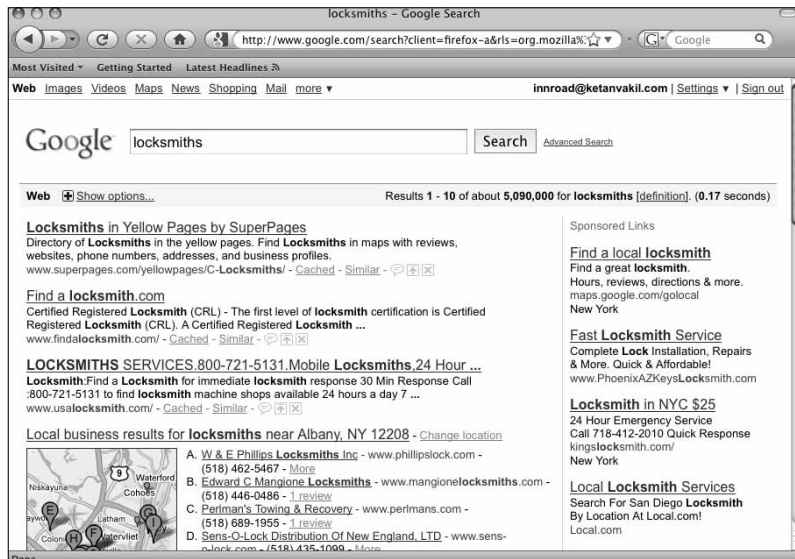 locksmiths - Google Search
http://www.google.com/search?client=firefox-a&rls=org.mozilla%:
Google
Most Visited ▾ Getting Started Latest Headlines
Web Images Videos Maps News Shopping Mail more ▾
innroad@ketanvakil.com | Settings ▾ | Sign out
Google
locksmiths
Search
Advanced Search
Web Show options...
Results 1 - 10 of about 5,090,000 for locksmiths [definition]. (0.17 seconds)
Locksmiths in Yellow Pages by SuperPages
Directory of Locksmiths in the yellow pages. Find Locksmiths in maps with reviews,
websites, phone numbers, addresses, and business profiles.
www.superpages.com/yellowpages/C-Locksmiths/ - Cached - Similar -
Find a locksmith.com
Certified Registered Locksmith (CRL) - The first level of locksmith certification is Certified
Registered Locksmith (CRL). A Certified Registered Locksmith ...
www.findalocksmith.com/ - Cached - Similar -
LOCKSMITHS SERVICES.800-721-5131.Mobile Locksmiths,24 Hour ...
Locksmith:Find a Locksmith for immediate locksmith response 30 Min Response Call
:800-721-5131 to find locksmith machine shops available 24 hours a day 7 ...
www.usalocksmith.com/ - Cached - Similar -
Local business results for locksmiths near Albany, NY 12208 - Change location
9
Waterford
Niskayuna
Cohoes
Latham
Colon
Watervliet
E
H
F
I
A. W & E Phillips Locksmiths Inc - www.phillipslock.com -
(518) 462-5467 - More
B. Edward C Mangione Locksmiths - www.mangionelocksmiths.com -
(518) 446-0486 - 1 review
C. Perlman's Towing & Recovery - www.perlmans.com -
(518) 689-1955 - 1 review
D. Sens-O-Lock Distribution Of New England, LTD - www.sens-
o-lock.com - (518) 435-1099 - More
Sponsored Links
Find a local locksmith
Find a great locksmith.
Hours, reviews, directions & more.
maps.google.com/golocal
New York
Fast Locksmith Service
Complete Lock Installation, Repairs
& More. Quick & Affordable!
www.PhoenixAZKeysLocksmith.com
Locksmith in NYC $25
24 Hour Emergency Service
Call 718-412-2010 Quick Response
kingslocksmith.com/
New York
Local Locksmith Services
Search For San Diego Locksmith
By Location At Local.com!
Local.com